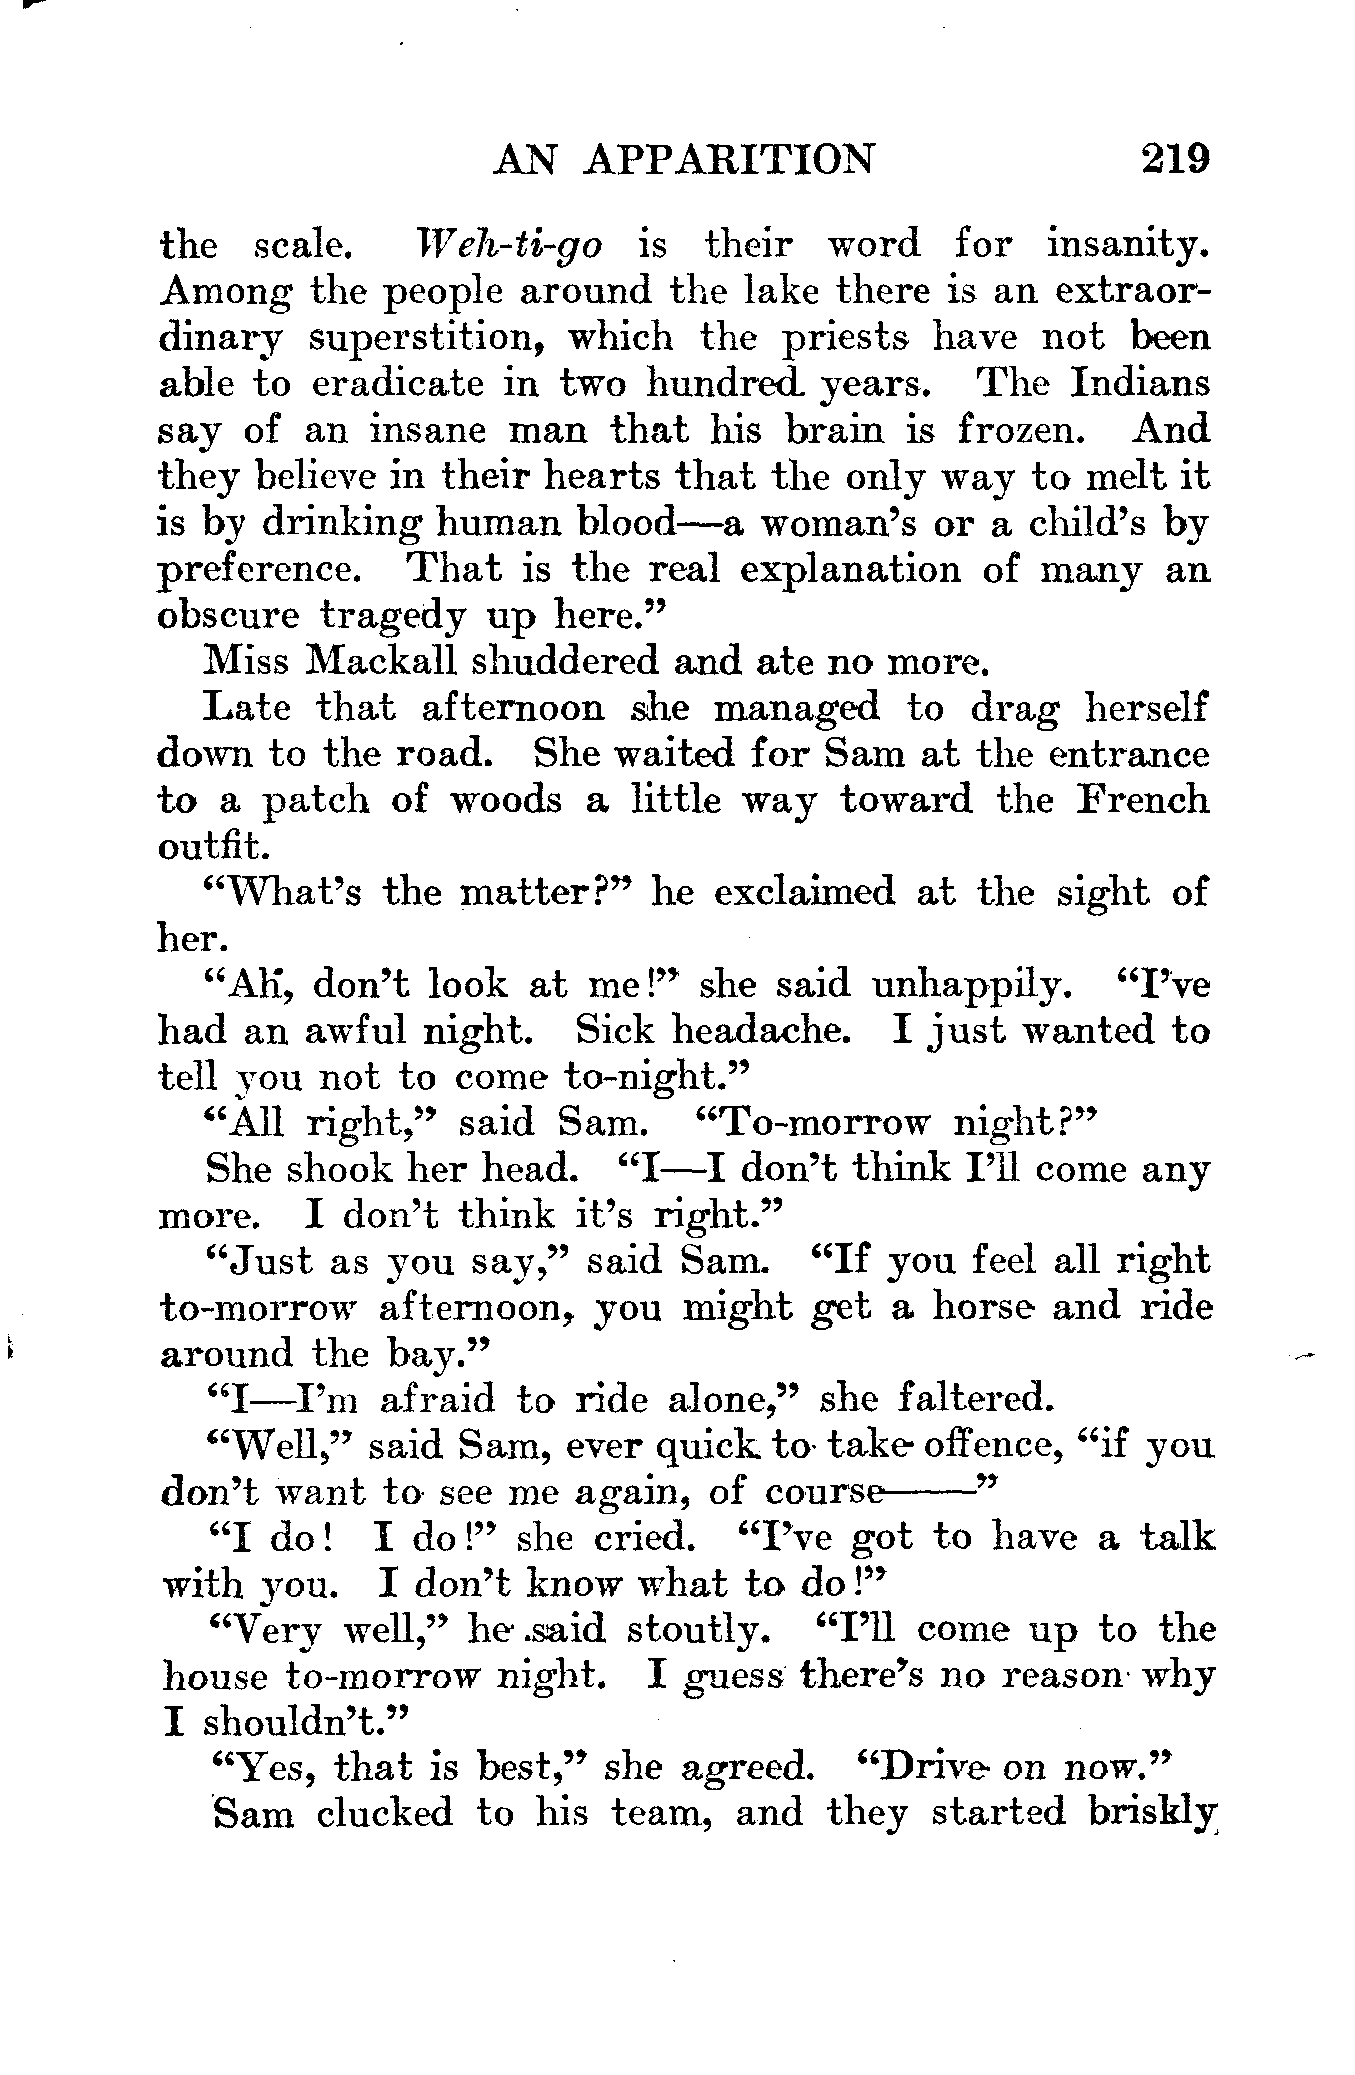 AN APPARITION 219
the scale. Weh-ti-go is their word for insanity.
Among the people around the lake there is an extraor-
dinary superstition, which the priests have not been
able to eradicate in two hundred years. The Indians
say of an insane man that his brain is frozen. And
they believe in their hearts that the only way to melt it
is by drinking human blood—a woman's or a child's by
preference. That is the real explanation of many an
obscure tragedy up here."
Miss Mackall shuddered and ate no more.
Late that afternoon she managed to drag herself
down to the road. She waited for Sam at the entrance
to a patch of woods a little way toward the French
outfit.
"What's the matter?" he exclaimed at the sight of
her.
"Ah, don't look at me!" she said unhappily. "I've
had an awful night. Sick headache. I just wanted to
tell you not to come to-night."
"All right," said Sam. "To-morrow night?"
She shook her head. "I—I don't think I'll come any
more. I don't think it's right."
"Just as you say," said Sam. "If you feel all right
to-morrow afternoon, you might get a horse and ride
around the bay."
"I—I'm afraid to ride alone," she faltered.
"Well," said Sam, ever quick to take offence, "if you
don't want to see me again, of course——"
"I do! I do!" she cried. "I've got to have a talk
with you. I don't know what to do!"
"Very well," he said stoutly. "I'll come up to the
house to-morrow night. I guess there's no reason why
I shouldn't."
"Yes, that is best," she agreed. "Drive on now."
Sam clucked to his team, and they started briskly